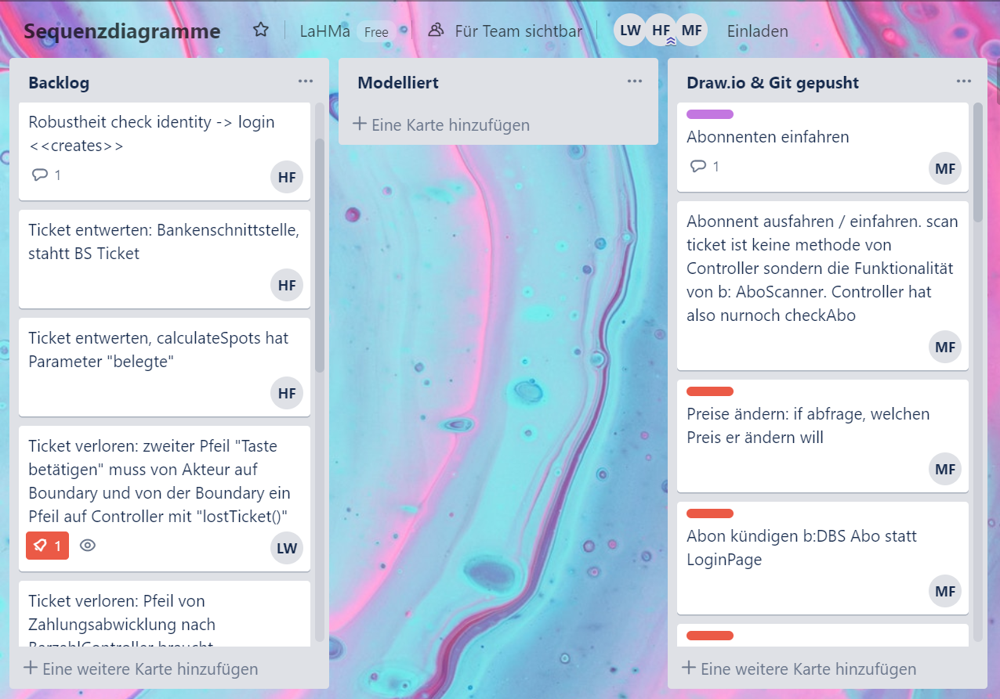 Sequenzdiagramme
LaHMa
Free
Für Team sichtbar
LW
HF
MF
Einladen
Backlog
Robustheit check identity -> login
<<creates>>
1
HF
Ticket entwerten: Bankenschnittstelle,
stahtt BS Ticket
HF
Ticket entwerten, calculateSpots hat
Parameter "belegte"
HF
Ticket verloren: zweiter Pfeil "Taste
betätigen" muss von Akteur auf
Boundary und von der Boundary ein
Pfeil auf Controller mit "lostTicket()"
1
LW
Ticket verloren: Pfeil von
Zahlungsabwicklung nach
BarzahlController braucht
+ Eine weitere Karte hinzufügen
Modelliert
+ Eine Karte hinzufügen
Draw.io & Git gepusht
Abonnenten einfahren
1
MF
Abonnent ausfahren / einfahren. scan
ticket ist keine methode von
Controller sondern die Funktionalität
von b: AboScanner. Controller hat
also nurnoch checkAbo
MF
Preise ändern: if abfrage, welchen
Preis er ändern will
MF
Abon kündigen b:DBS Abo statt
LoginPage
MF
+ Eine weitere Karte hinzufügen